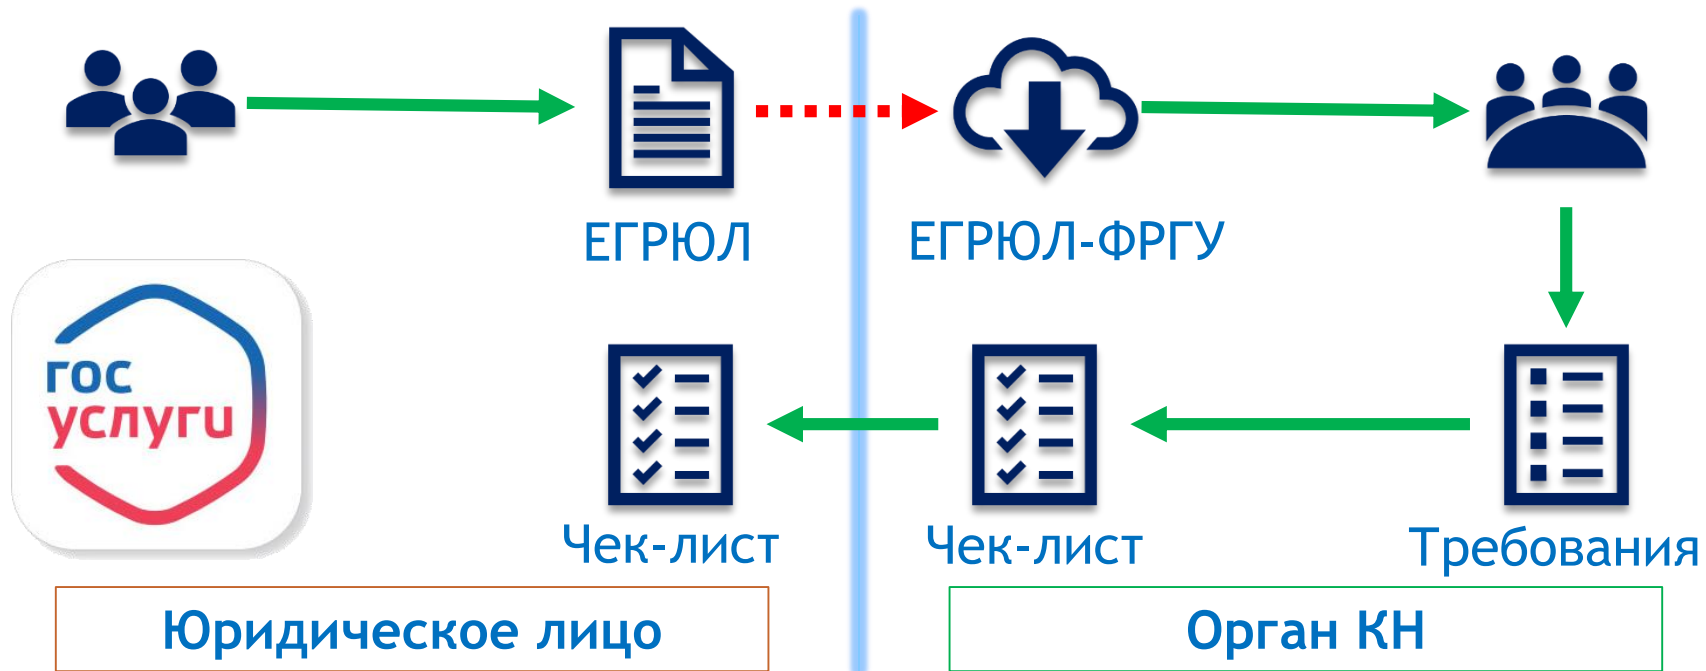 ЕГРЮЛ
ЕГРЮЛ-ФРГУ
гос
услуги
Чек-лист
Чек-лист
Требования
Юридическое лицо
Орган КН